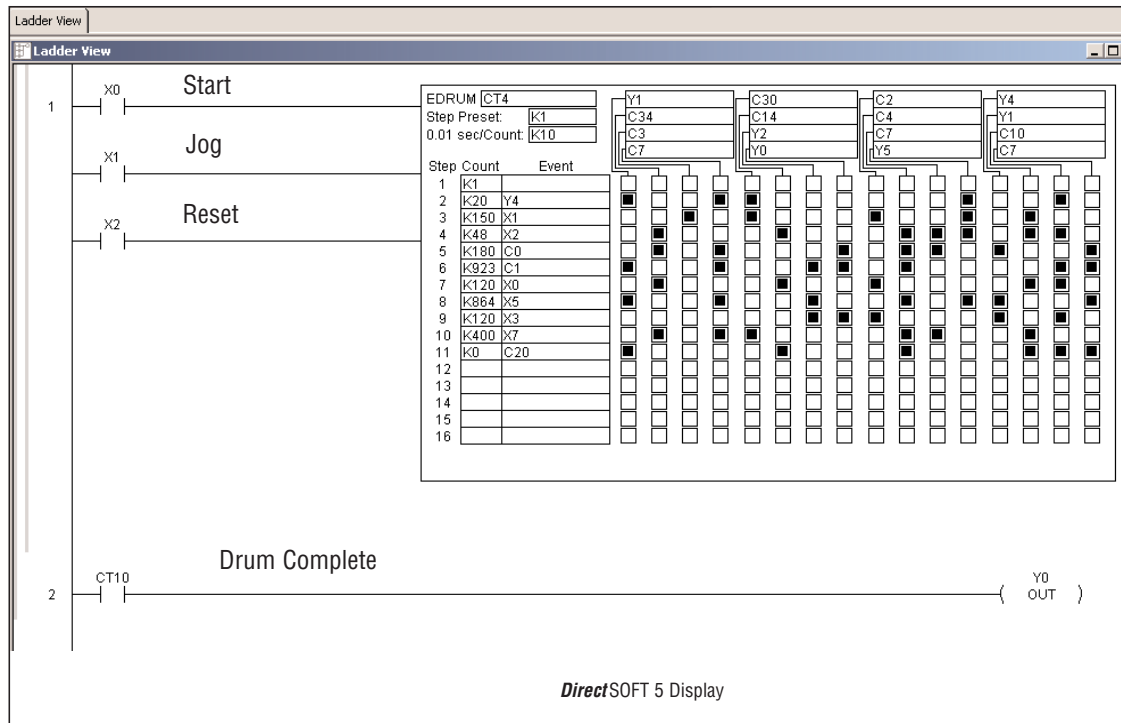 Ladder View
Ladder View
1
X0
Start
X1
Jog
X2
Reset
EDRUM CT4
Step Preset: K1
0.01 sec/Count: K10
Y1
C34
C3
C7
C30
C14
Y2
Y0
C2
C4
C7
Y5
Y4
Y1
C10
C7
Step Count Event
1 K1
2 K20 Y4
3 K150 X1
4 K48 X2
5 K180 C0
6 K923 C1
7 K120 X0
8 K864 X5
9 K120 X3
10 K400 X7
11 K0 C20
12
13
14
15
16
Drum Complete
2
CT10
Y0
( OUT )
DirectSOFT 5 Display